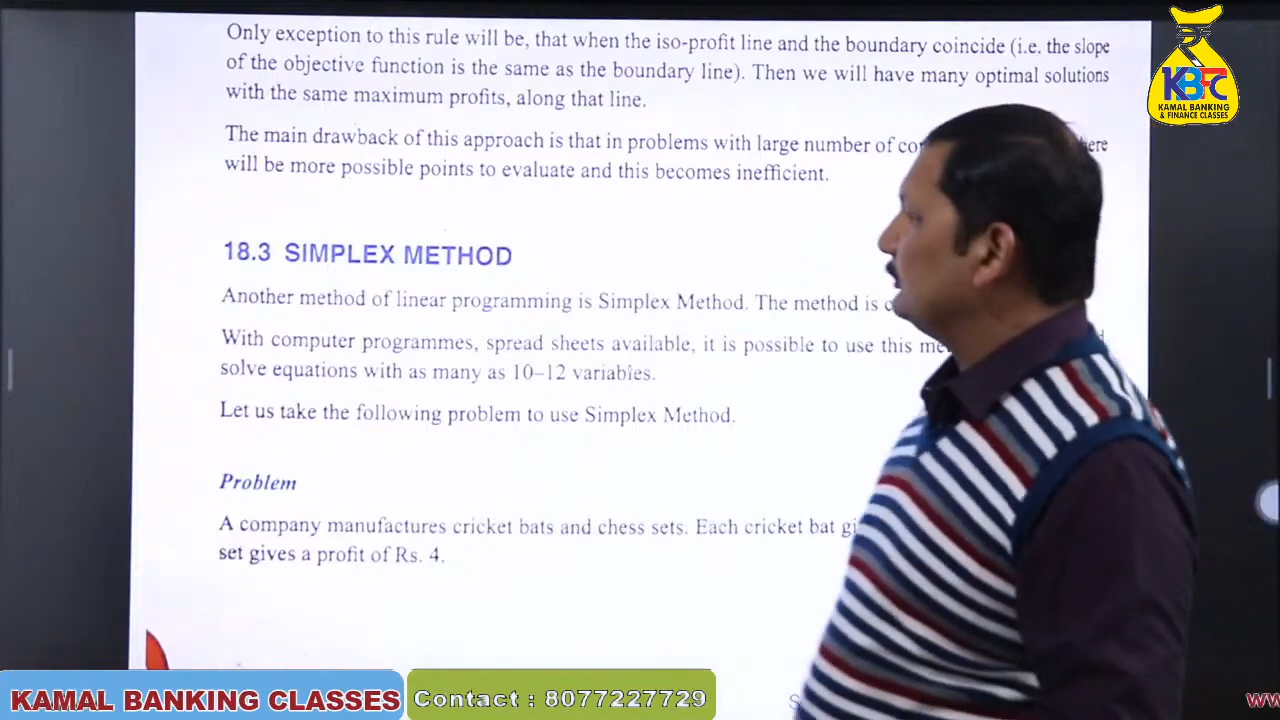 Only exception to this rule will be, that when the iso-profit line and the boundary coincide (i.e. the slope
of the objective function is the same as the boundary line). Then we will have many optimal solutions
with the same maximum profits, along that line.
The main drawback of this approach is that in problems with large number of
will be more possible points to evaluate and this becomes inefficient.
18.3 SIMPLEX METHOD
Another method of linear programming is Simplex Method. The method is
With computer programmes, spread sheets available, it is possible to use this
solve equations with as many as 10–12 variables.
Let us take the following problem to use Simplex Method.
Problem
A company manufactures cricket bats and chess sets. Each cricket bat
set gives a profit of Rs. 4.
KBFC
KAMAL BANKING
& FINANCE CLASSES
KAMAL BANKING CLASSES
Contact : 8077227729